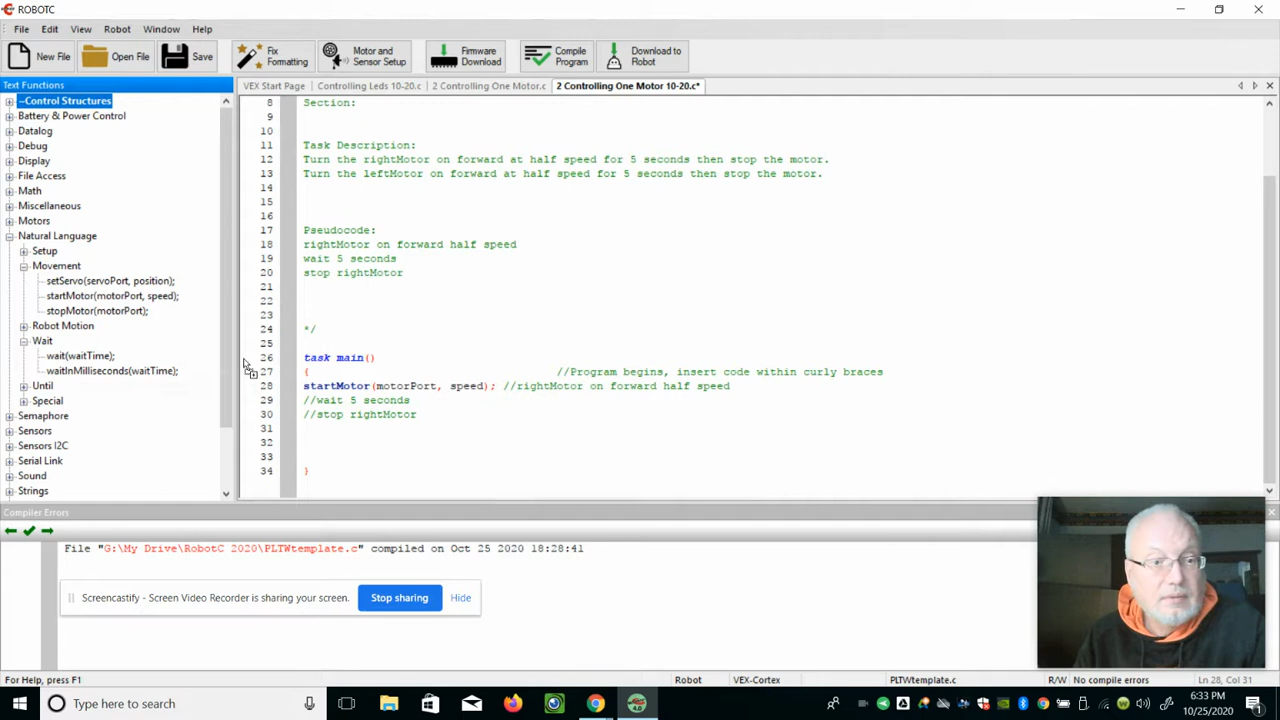 ROBOTC
File Edit View Robot Window Help
New File
Open File
Save
Fix Formatting
Motor and Sensor Setup
Firmware Download
Compile Program
Download to Robot
Text Functions
VEX Start Page
Controlling Leds 10-20.c
2 Controlling One Motor.c
2 Controlling One Motor 10-20.c*
--Control Structures
Battery & Power Control
Datalog
Debug
Display
File Access
Math
Miscellaneous
Motors
Natural Language
Setup
Movement
setServo(servoPort, position);
startMotor(motorPort, speed);
stopMotor(motorPort);
Robot Motion
Wait
wait(waitTime);
waitInMilliseconds(waitTime);
Until
Special
Semaphore
Sensors
Sensors I2C
Serial Link
Sound
Strings
8 Section:
9
10
11 Task Description:
12 Turn the rightMotor on forward at half speed for 5 seconds then stop the motor.
13 Turn the leftMotor on forward at half speed for 5 seconds then stop the motor.
14
15
16
17 Pseudocode:
18 rightMotor on forward half speed
19 wait 5 seconds
20 stop rightMotor
21
22
23
24 */
25
26 task main()
27 { //Program begins, insert code within curly braces
28 startMotor(motorPort, speed); //rightMotor on forward half speed
29 //wait 5 seconds
30 //stop rightMotor
31
32
33
34 }
Compiler Errors
File "G:\My Drive\RobotC 2020\PLTWtemplate.c" compiled on Oct 25 2020 18:28:41
Screencastify - Screen Video Recorder is sharing your screen.
Stop sharing
Hide
For Help, press F1
Robot
VEX-Cortex
PLTWtemplate.c
R/W
No compile errors
Ln 28, Col 31
Type here to search
6:33 PM
10/25/2020